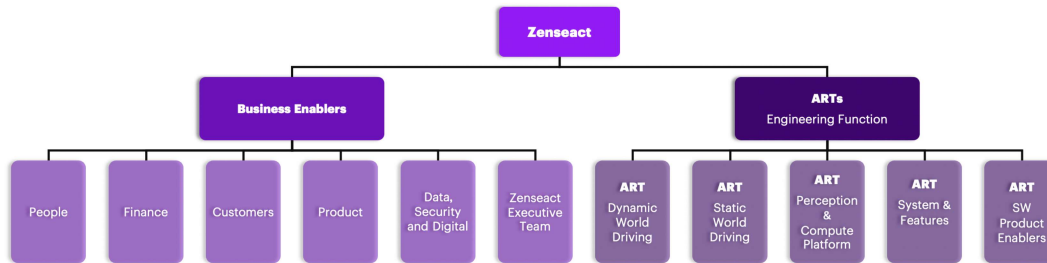 Zenseact
Business Enablers
ARTs
Engineering Function
People
Finance
Customers
Product
Data,
Security
and Digital
Zenseact
Executive
Team
ART
Dynamic
World
Driving
ART
Static
World
Driving
ART
Perception
&
Compute
Platform
ART
System &
Features
ART
SW
Product
Enablers